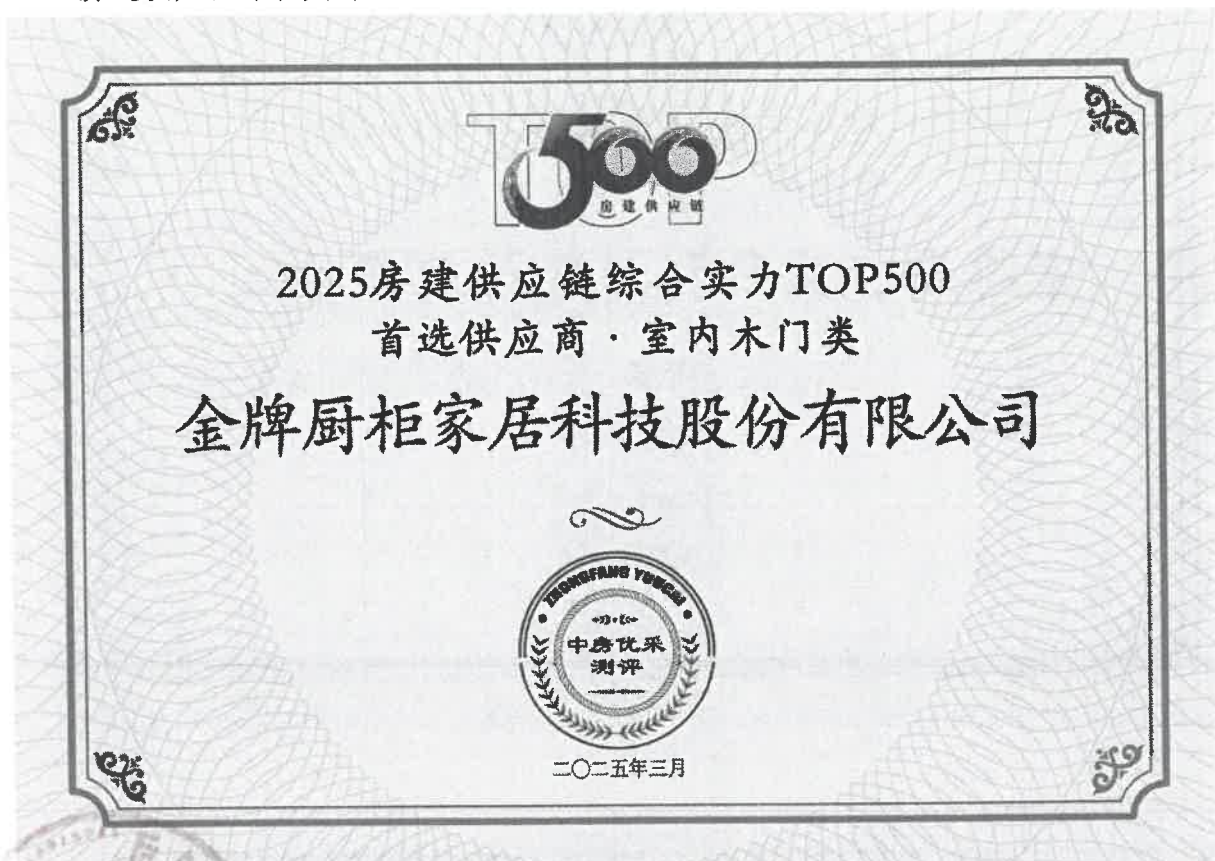 TOP
500
房建供应链
2025房建供应链综合实力TOP500
首选供应商·室内木门类
金牌厨柜家居科技股份有限公司
ZHONGFANG YOUCAI
中房优采
测评
二〇二五年三月